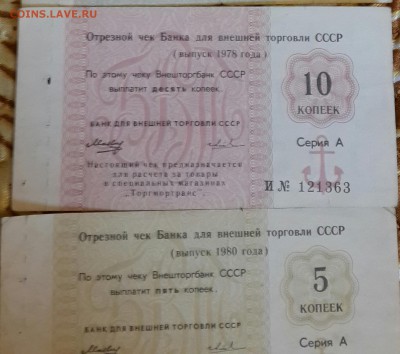 COINS.LAVE.RU
Отрезной чек Банка для внешней торговли СССР
(выпуск 1978 года)
По этому чеку Внешторгбанк СССР
выплатит десять копеек.
10
КОПЕЕК
БАНК ДЛЯ ВНЕШНЕЙ ТОРГОВЛИ СССР
Серия А
Настоящий чек предназначается
для расчета за товары
в специальных магазинах
"Торгмортранс".
И № 121363
Отрезной чек Банка для внешней торговли СССР
(выпуск 1980 года)
По этому чеку Внешторгбанк СССР
выплатит пять копеек.
5
КОПЕЕК
БАНК ДЛЯ ВНЕШНЕЙ ТОРГОВЛИ СССР
Серия А